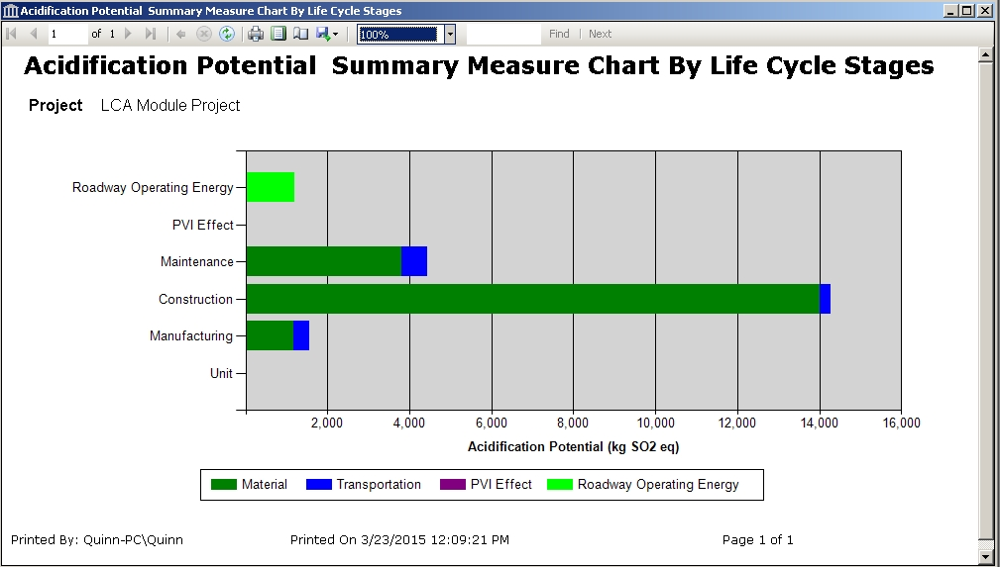 Acidification Potential  Summary Measure Chart By Life Cycle Stages
1 of 1 100% Find | Next
Acidification Potential  Summary Measure Chart By Life Cycle Stages
Project LCA Module Project
Roadway Operating Energy
PVI Effect
Maintenance
Construction
Manufacturing
Unit
2,000 4,000 6,000 8,000 10,000 12,000 14,000 16,000
Acidification Potential (kg SO2 eq)
Material Transportation PVI Effect Roadway Operating Energy
Printed By: Quinn-PC\Quinn Printed On 3/23/2015 12:09:21 PM Page 1 of 1